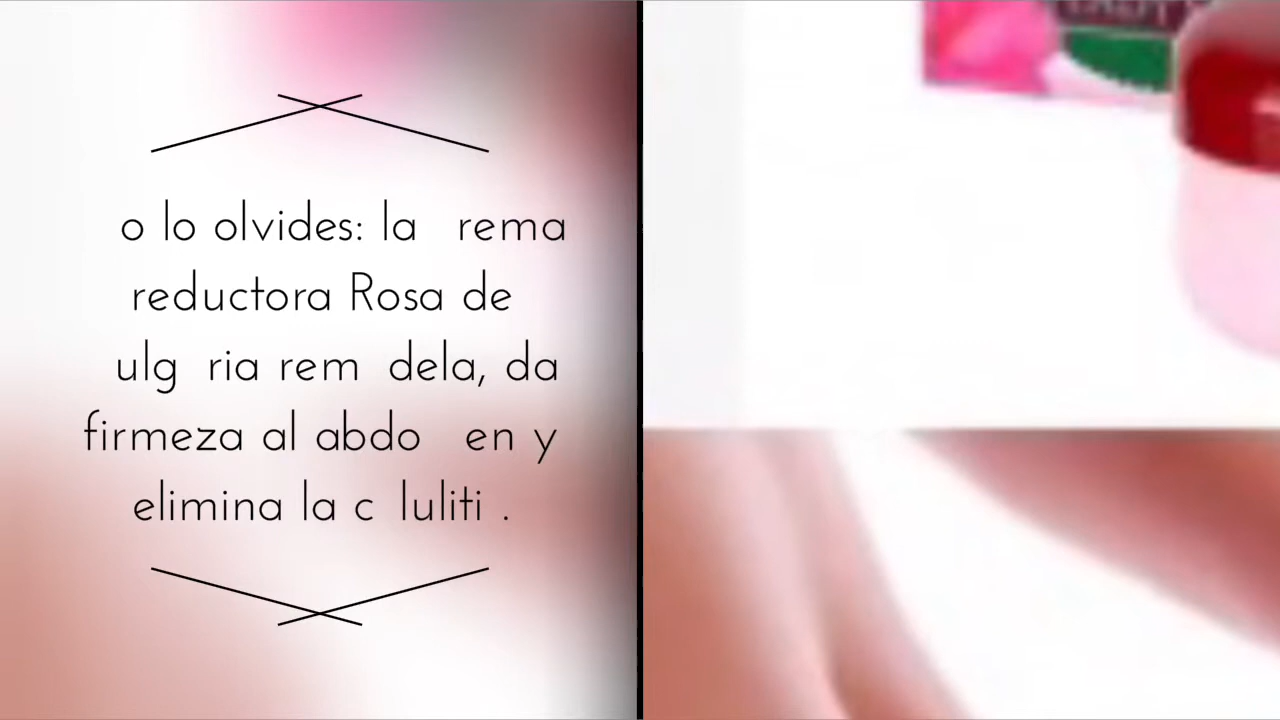 o lo olvides: la rema
reductora Rosa de
ulg ria rem dela, da
firmeza al abdo en y
elimina la c luliti .